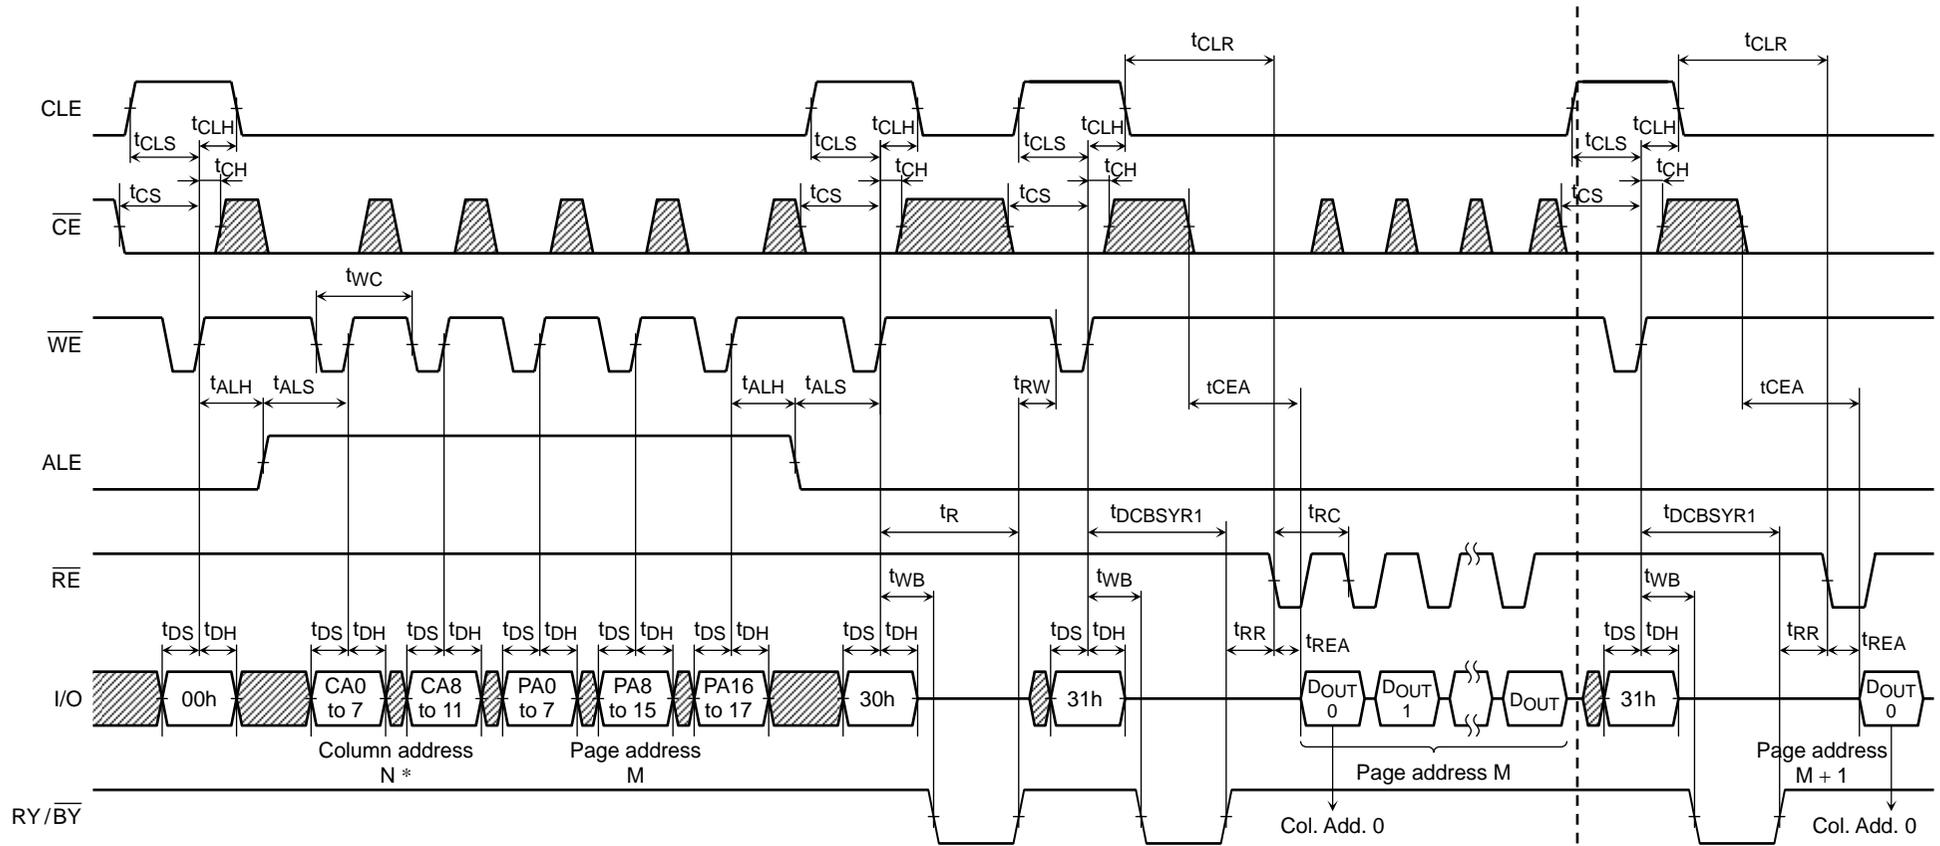 tCLR tCLR
CLE
tCLS tCLH tCLS tCLH tCLS tCLH tCLS tCLH
tCH tCH tCH tCH
tCS tCS tCS tCS
CE
tWC
WE
tALH tALS tALH tALS tRW tCEA tCEA
ALE
tR tDCBSYR1 tRC tDCBSYR1
RE
tWB tWB tWB
tDS tDH tDS tDH tDS tDH tDS tDH tDS tDH tDS tDH tDS tDH tDS tDH tRR tREA tDS tDH tRR tREA
I/O
00h
CA0 to 7
CA8 to 11
PA0 to 7
PA8 to 15
PA16 to 17
30h
31h
DOUT 0
DOUT 1
DOUT
31h
DOUT 0
Column address
N *
Page address
M
Page address M
Page address
M + 1
RY/BY
Col. Add. 0
Col. Add. 0